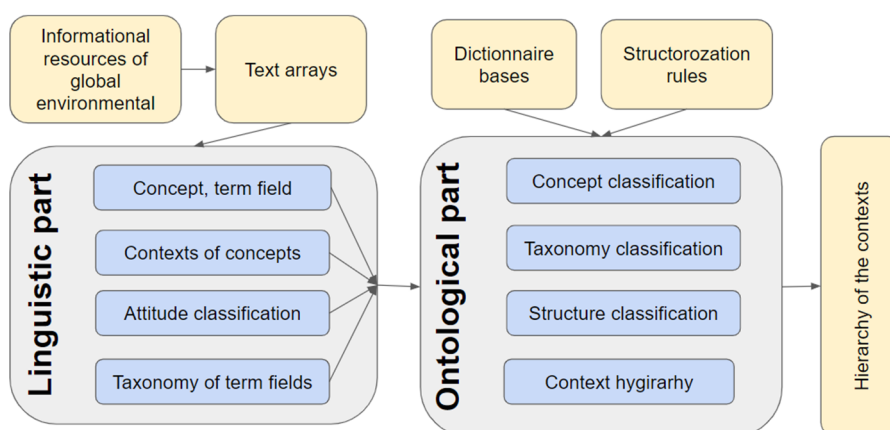 Informational
resources of
global
environmental
Text arrays
Dictionnaire
bases
Structorozation
rules
Linguistic part
Concept, term field
Contexts of concepts
Attitude classification
Taxonomy of term fields
Ontological part
Concept classification
Taxonomy classification
Structure classification
Context hygirarhy
Hierarchy of the contexts